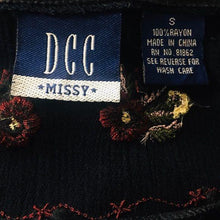 DCC
★MISSY★
S
100%RAYON
MADE IN CHINA
RN NO. 81862
SEE REVERSE FOR
WASH CARE